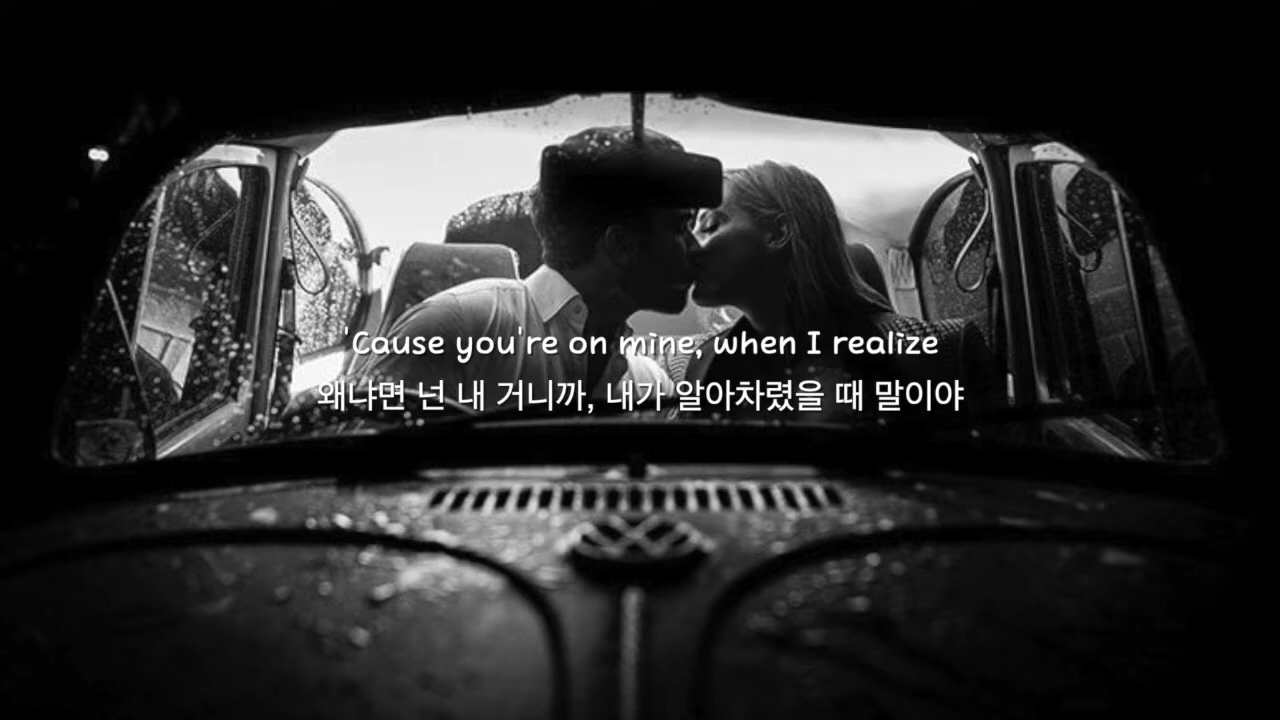 'Cause you're on mine, when I realize
왜냐면 넌 내 거니까, 내가 알아차렸을 때 말이야